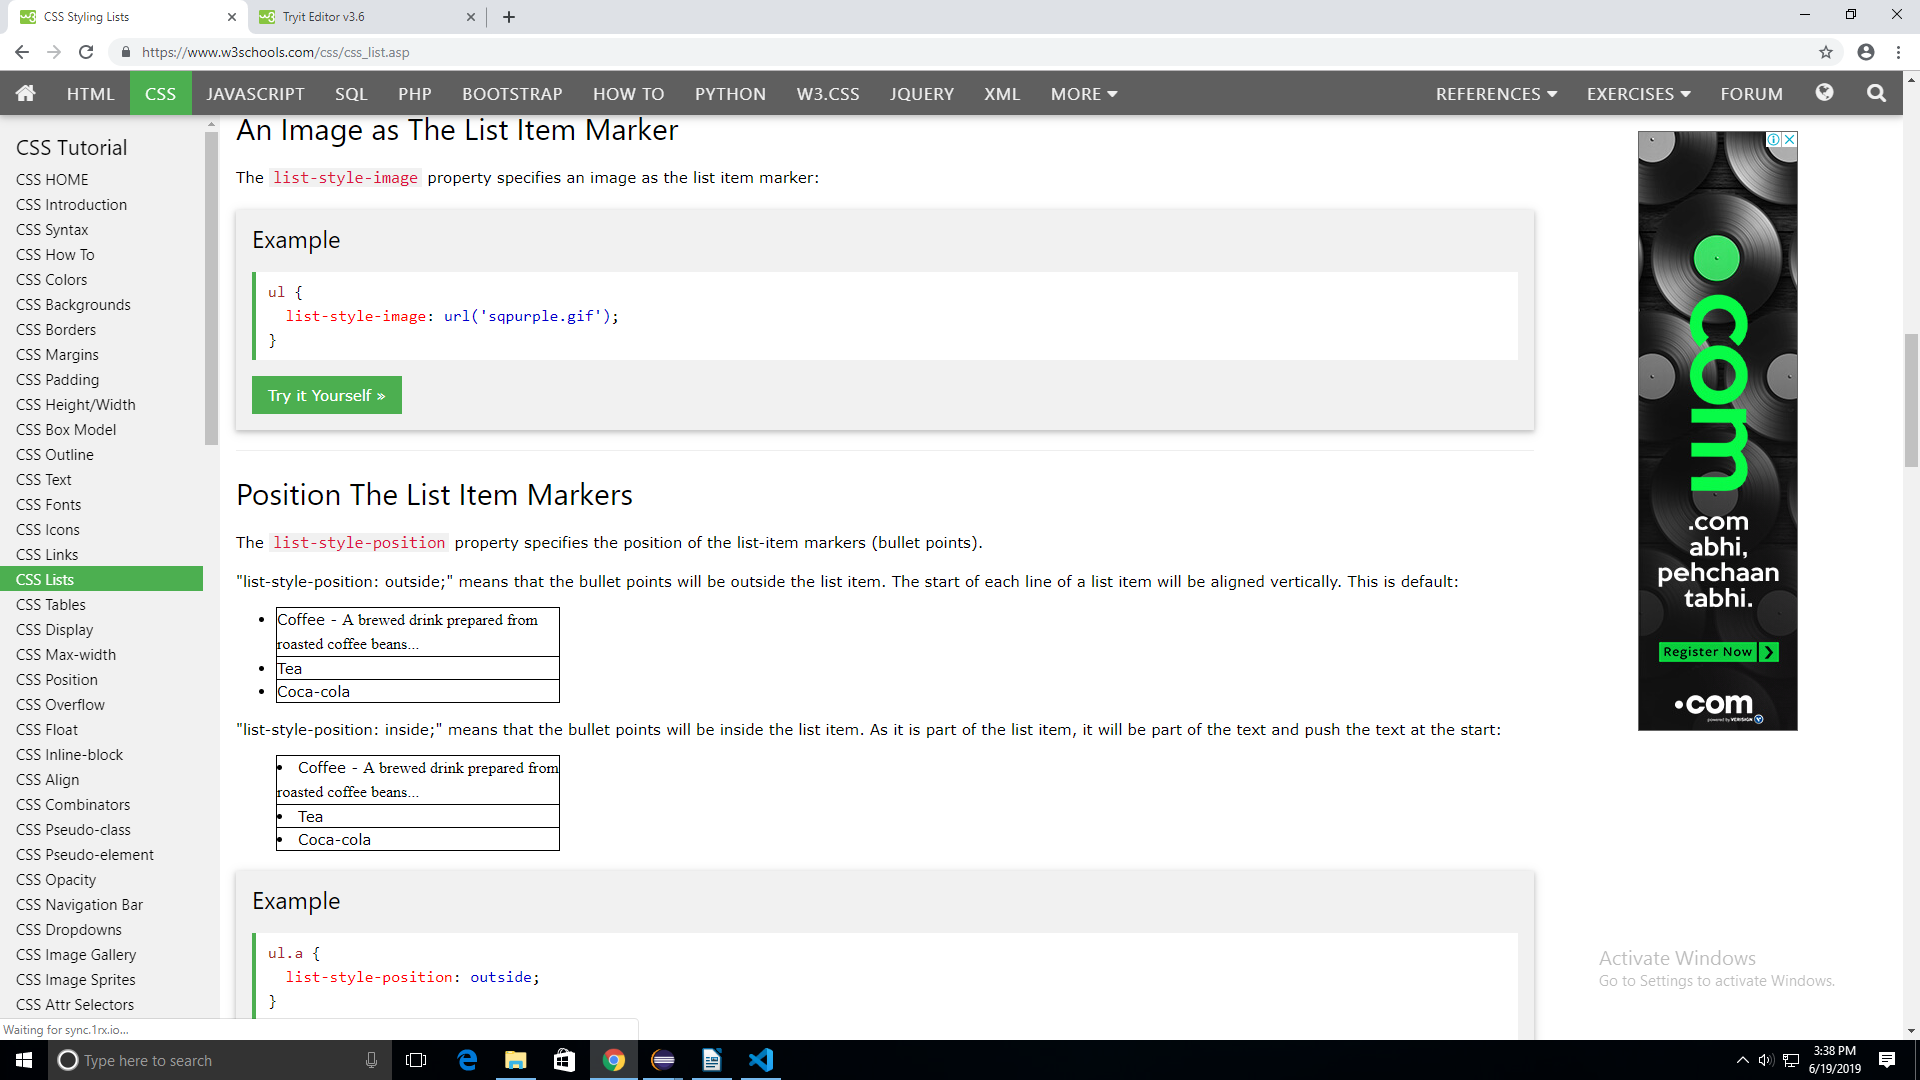 CSS Styling Lists
Tryit Editor v3.6
https://www.w3schools.com/css/css_list.asp
HTML CSS JAVASCRIPT SQL PHP BOOTSTRAP HOW TO PYTHON W3.CSS JQUERY XML MORE REFERENCES EXERCISES FORUM
CSS Tutorial
CSS HOME
CSS Introduction
CSS Syntax
CSS How To
CSS Colors
CSS Backgrounds
CSS Borders
CSS Margins
CSS Padding
CSS Height/Width
CSS Box Model
CSS Outline
CSS Text
CSS Fonts
CSS Icons
CSS Links
CSS Lists
CSS Tables
CSS Display
CSS Max-width
CSS Position
CSS Overflow
CSS Float
CSS Inline-block
CSS Align
CSS Combinators
CSS Pseudo-class
CSS Pseudo-element
CSS Opacity
CSS Navigation Bar
CSS Dropdowns
CSS Image Gallery
CSS Image Sprites
CSS Attr Selectors
An Image as The List Item Marker
The list-style-image property specifies an image as the list item marker:
Example
ul {
list-style-image: url('sqpurple.gif');
}
Try it Yourself »
Position The List Item Markers
The list-style-position property specifies the position of the list-item markers (bullet points).
"list-style-position: outside;" means that the bullet points will be outside the list item. The start of each line of a list item will be aligned vertically. This is default:
• Coffee - A brewed drink prepared from
roasted coffee beans...
• Tea
• Coca-cola
"list-style-position: inside;" means that the bullet points will be inside the list item. As it is part of the list item, it will be part of the text and push the text at the start:
• Coffee - A brewed drink prepared from
roasted coffee beans...
• Tea
• Coca-cola
Example
ul.a {
list-style-position: outside;
}
.com
.com
abhi,
pehchaan
tabhi.
Register Now
.com
powered by VERISIGN
Activate Windows
Go to Settings to activate Windows.
Waiting for sync.1rx.io...
Type here to search
3:38 PM
6/19/2019